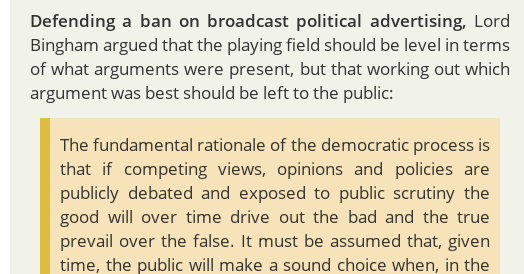 Defending a ban on broadcast political advertising, Lord
Bingham argued that the playing field should be level in terms
of what arguments were present, but that working out which
argument was best should be left to the public:
The fundamental rationale of the democratic process is
that if competing views, opinions and policies are
publicly debated and exposed to public scrutiny the
good will over time drive out the bad and the true
prevail over the false. It must be assumed that, given
time, the public will make a sound choice when, in the